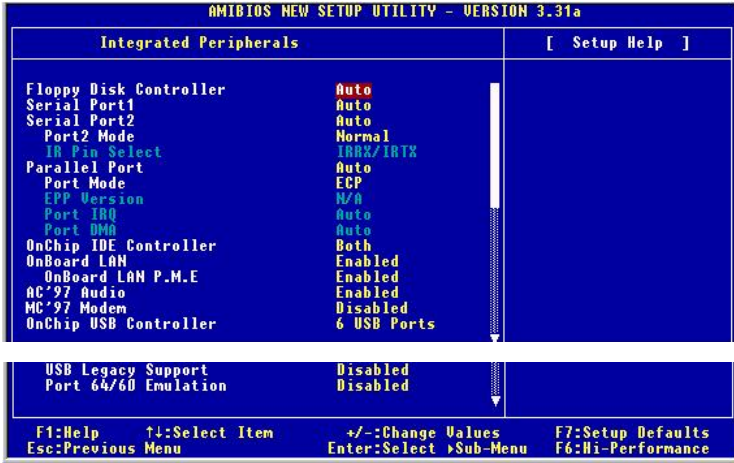 AMIBIOS NEW SETUP UTILITY - VERSION 3.31a
Integrated Peripherals [ Setup Help ]
Floppy Disk Controller Auto
Serial Port1 Auto
Serial Port2 Auto
Port2 Mode Normal
IR Pin Select IRRX/IRTX
Parallel Port Auto
Port Mode ECP
EPP Version N/A
Port IRQ Auto
Port DMA Auto
OnChip IDE Controller Both
OnBoard LAN Enabled
OnBoard LAN P.M.E Enabled
AC'97 Audio Enabled
MC'97 Modem Disabled
OnChip USB Controller 6 USB Ports
USB Legacy Support Disabled
Port 64/60 Emulation Disabled
F1:Help ↑↓:Select Item +/-:Change Values F7:Setup Defaults
Esc:Previous Menu Enter:Select ▸Sub-Menu F6:Hi-Performance